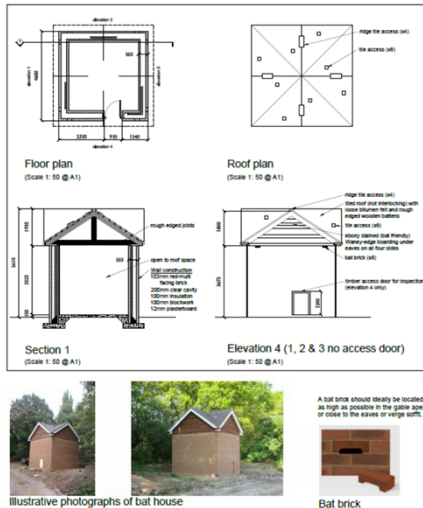 elevation 2
ridge tile access (x4)
tile access (x8)
elevation 1
elevation 3
4600
503
2350
910
1340
elevation 4
Floor plan
(Scale 1: 50 @ A1)
Roof plan
(Scale 1: 50 @ A1)
ridge tile access (x4)
tiled roof (not interlocking) with
loose bitumen felt and rough
edged wooden battens
tile access (x8)
ebony stained (bat friendly)
Waney-edge boarding under
eaves on all four sides
bat brick (x8)
timber access door for inspection
(elevation 4 only)
rough edged joists
open to roof space
503
Wall construction
103mm red-multi
facing brick
200mm clear cavity
100mm insulation
100mm blockwork
12mm plasterboard
Section 1
(Scale 1: 50 @ A1)
Elevation 4 (1, 2 & 3 no access door)
(Scale 1: 50 @ A1)
A bat brick should ideally be located
as high as possible in the gable ape
or close to the eaves or verge soffit.
Illustrative photographs of bat house
Bat brick